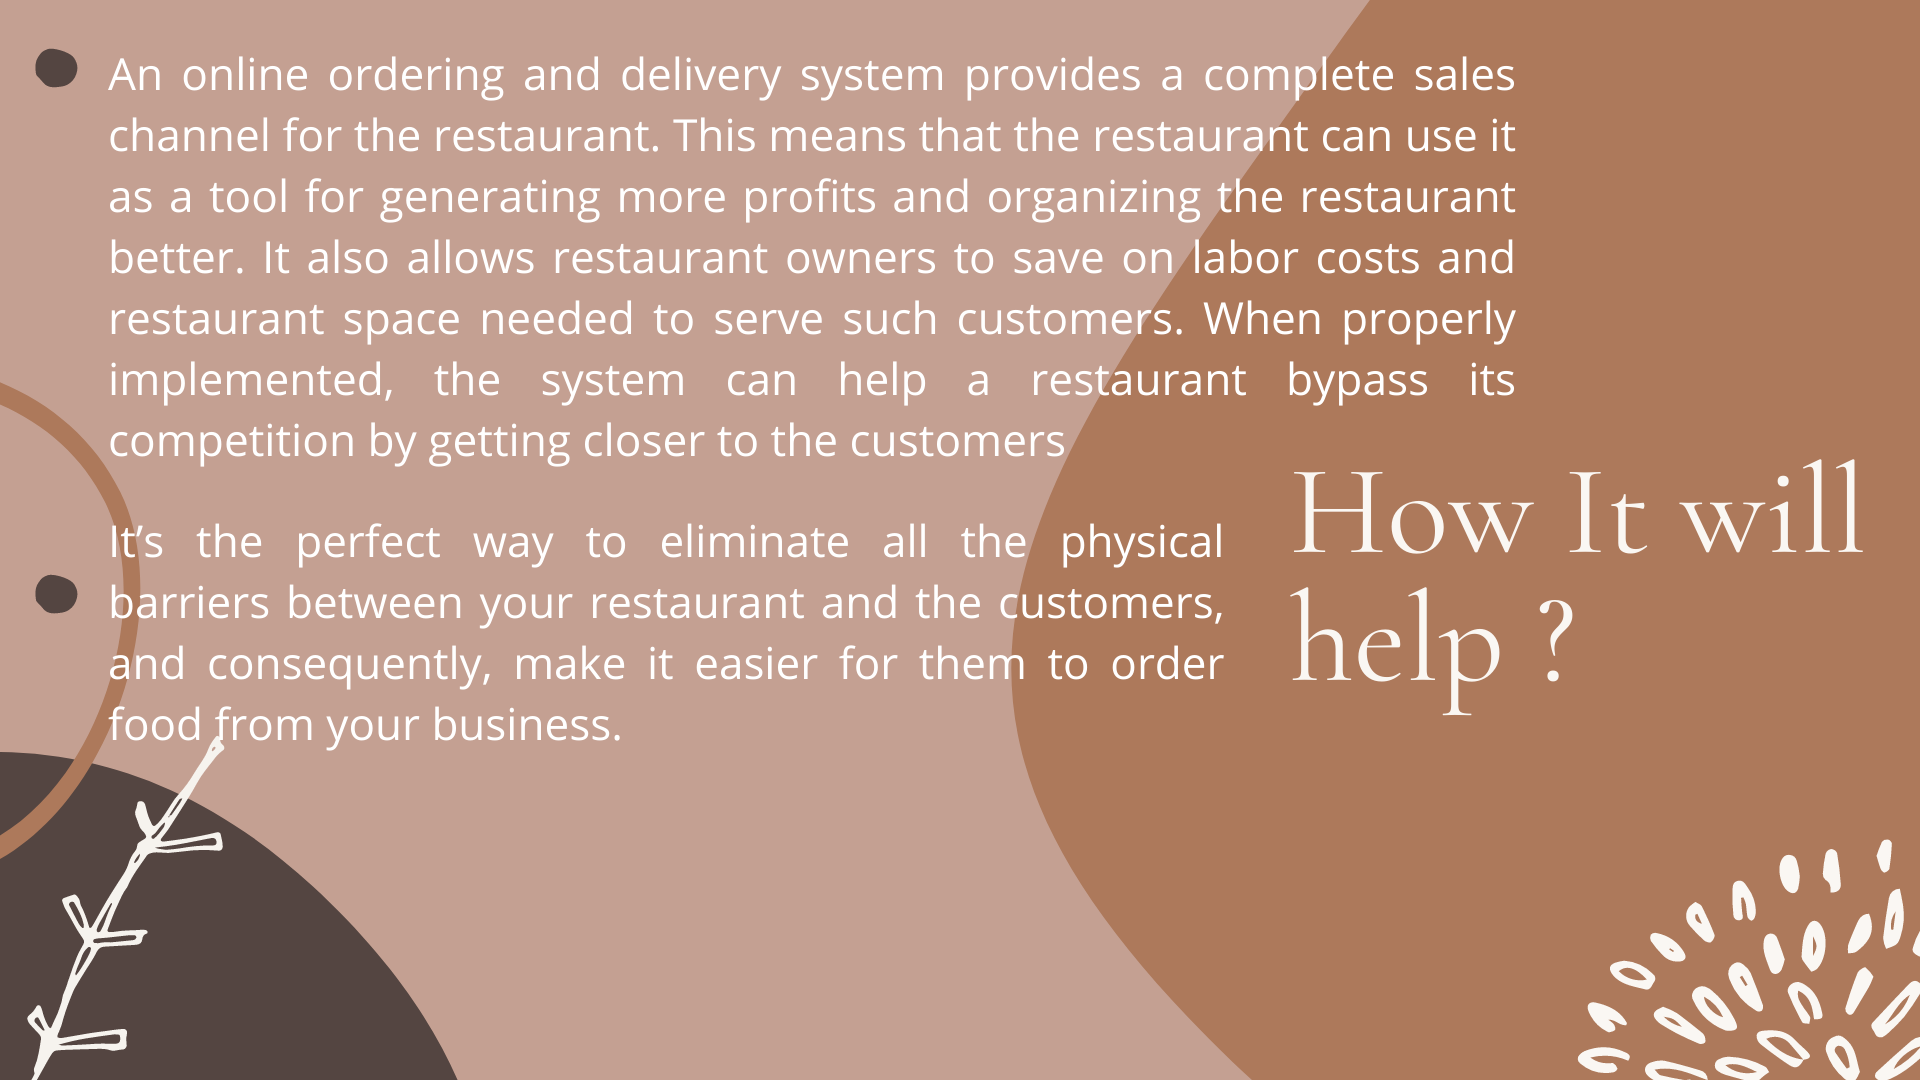 An online ordering and delivery system provides a complete sales
channel for the restaurant. This means that the restaurant can use it
as a tool for generating more profits and organizing the restaurant
better. It also allows restaurant owners to save on labor costs and
restaurant space needed to serve such customers. When properly
implemented, the system can help a restaurant bypass its
competition by getting closer to the customers
It’s the perfect way to eliminate all the physical
barriers between your restaurant and the customers,
and consequently, make it easier for them to order
food from your business.
How It will
help ?